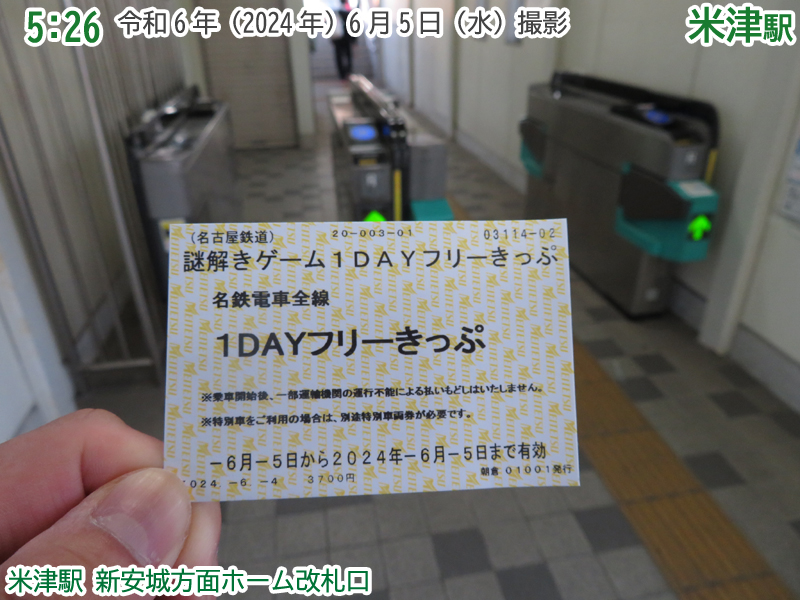 5:26 令和6年（2024年）6月5日（水）撮影 米津駅
（名古屋鉄道） 20-003-01 03114-02
謎解きゲーム1DAYフリーきっぷ
名鉄電車全線
1DAYフリーきっぷ
※乗車開始後、一部運輸機関の運行不能による払いもどしはいたしません。
※特別車をご利用の場合は、別途特別車両券が必要です。
-6月-5日から2024年-6月-5日まで有効
2024 -6 -4 3700円 朝倉 01001発行
米津駅 新安城方面ホーム改札口